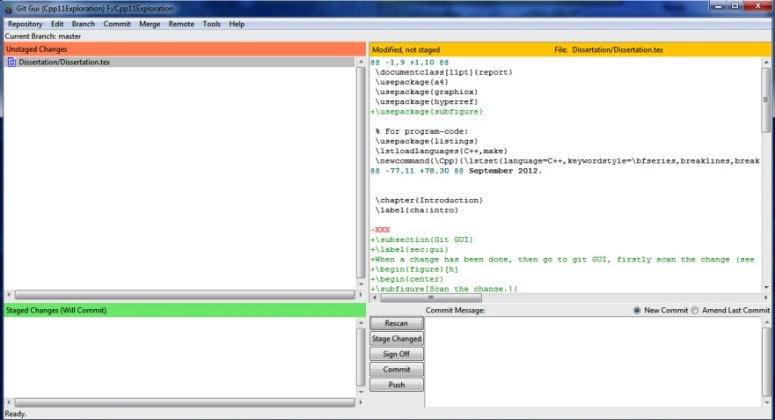 Git Gui (Cpp11Exploration) F:/Cpp11Exploration
Repository Edit Branch Commit Merge Remote Tools Help
Current Branch: master
Unstaged Changes
Dissertation/Dissertation.tex
Modified, not staged File: Dissertation/Dissertation.tex
@@ -1,9 +1,10 @@
\documentclass[11pt]{report}
\usepackage{a4}
\usepackage{graphicx}
\usepackage{hyperref}
+\usepackage{subfigure}
% For program-code:
\usepackage{listings}
\lstloadlanguages{C++,make}
\newcommand{\Cpp}{\lstset{language=C++,keywordstyle=\bfseries,breaklines,break
@@ -77,11 +78,30 @@ September 2012.
\chapter{Introduction}
\label{cha:intro}
-XXX
+\subsection{Git GUI}
+\label{sec:gui}
+When a change has been done, then go to git GUI, firstly scan the change (see
+\begin{figure}[h]
+\begin{center}
+\subfigure[Scan the change.]{
Staged Changes (Will Commit)
Commit Message: New Commit Amend Last Commit
Rescan
Stage Changed
Sign Off
Commit
Push
Ready.